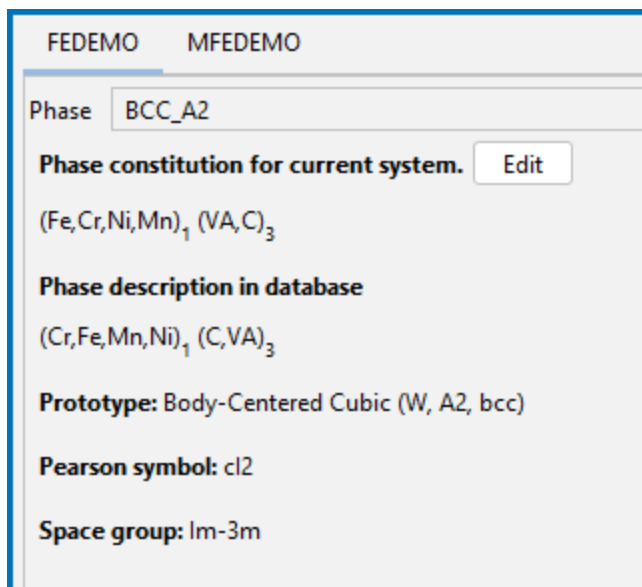 FEDEMO MFEDEMO
Phase BCC_A2
Phase constitution for current system. Edit
(Fe,Cr,Ni,Mn)₁ (VA,C)₃
Phase description in database
(Cr,Fe,Mn,Ni)₁ (C,VA)₃
Prototype: Body-Centered Cubic (W, A2, bcc)
Pearson symbol: cI2
Space group: Im-3m